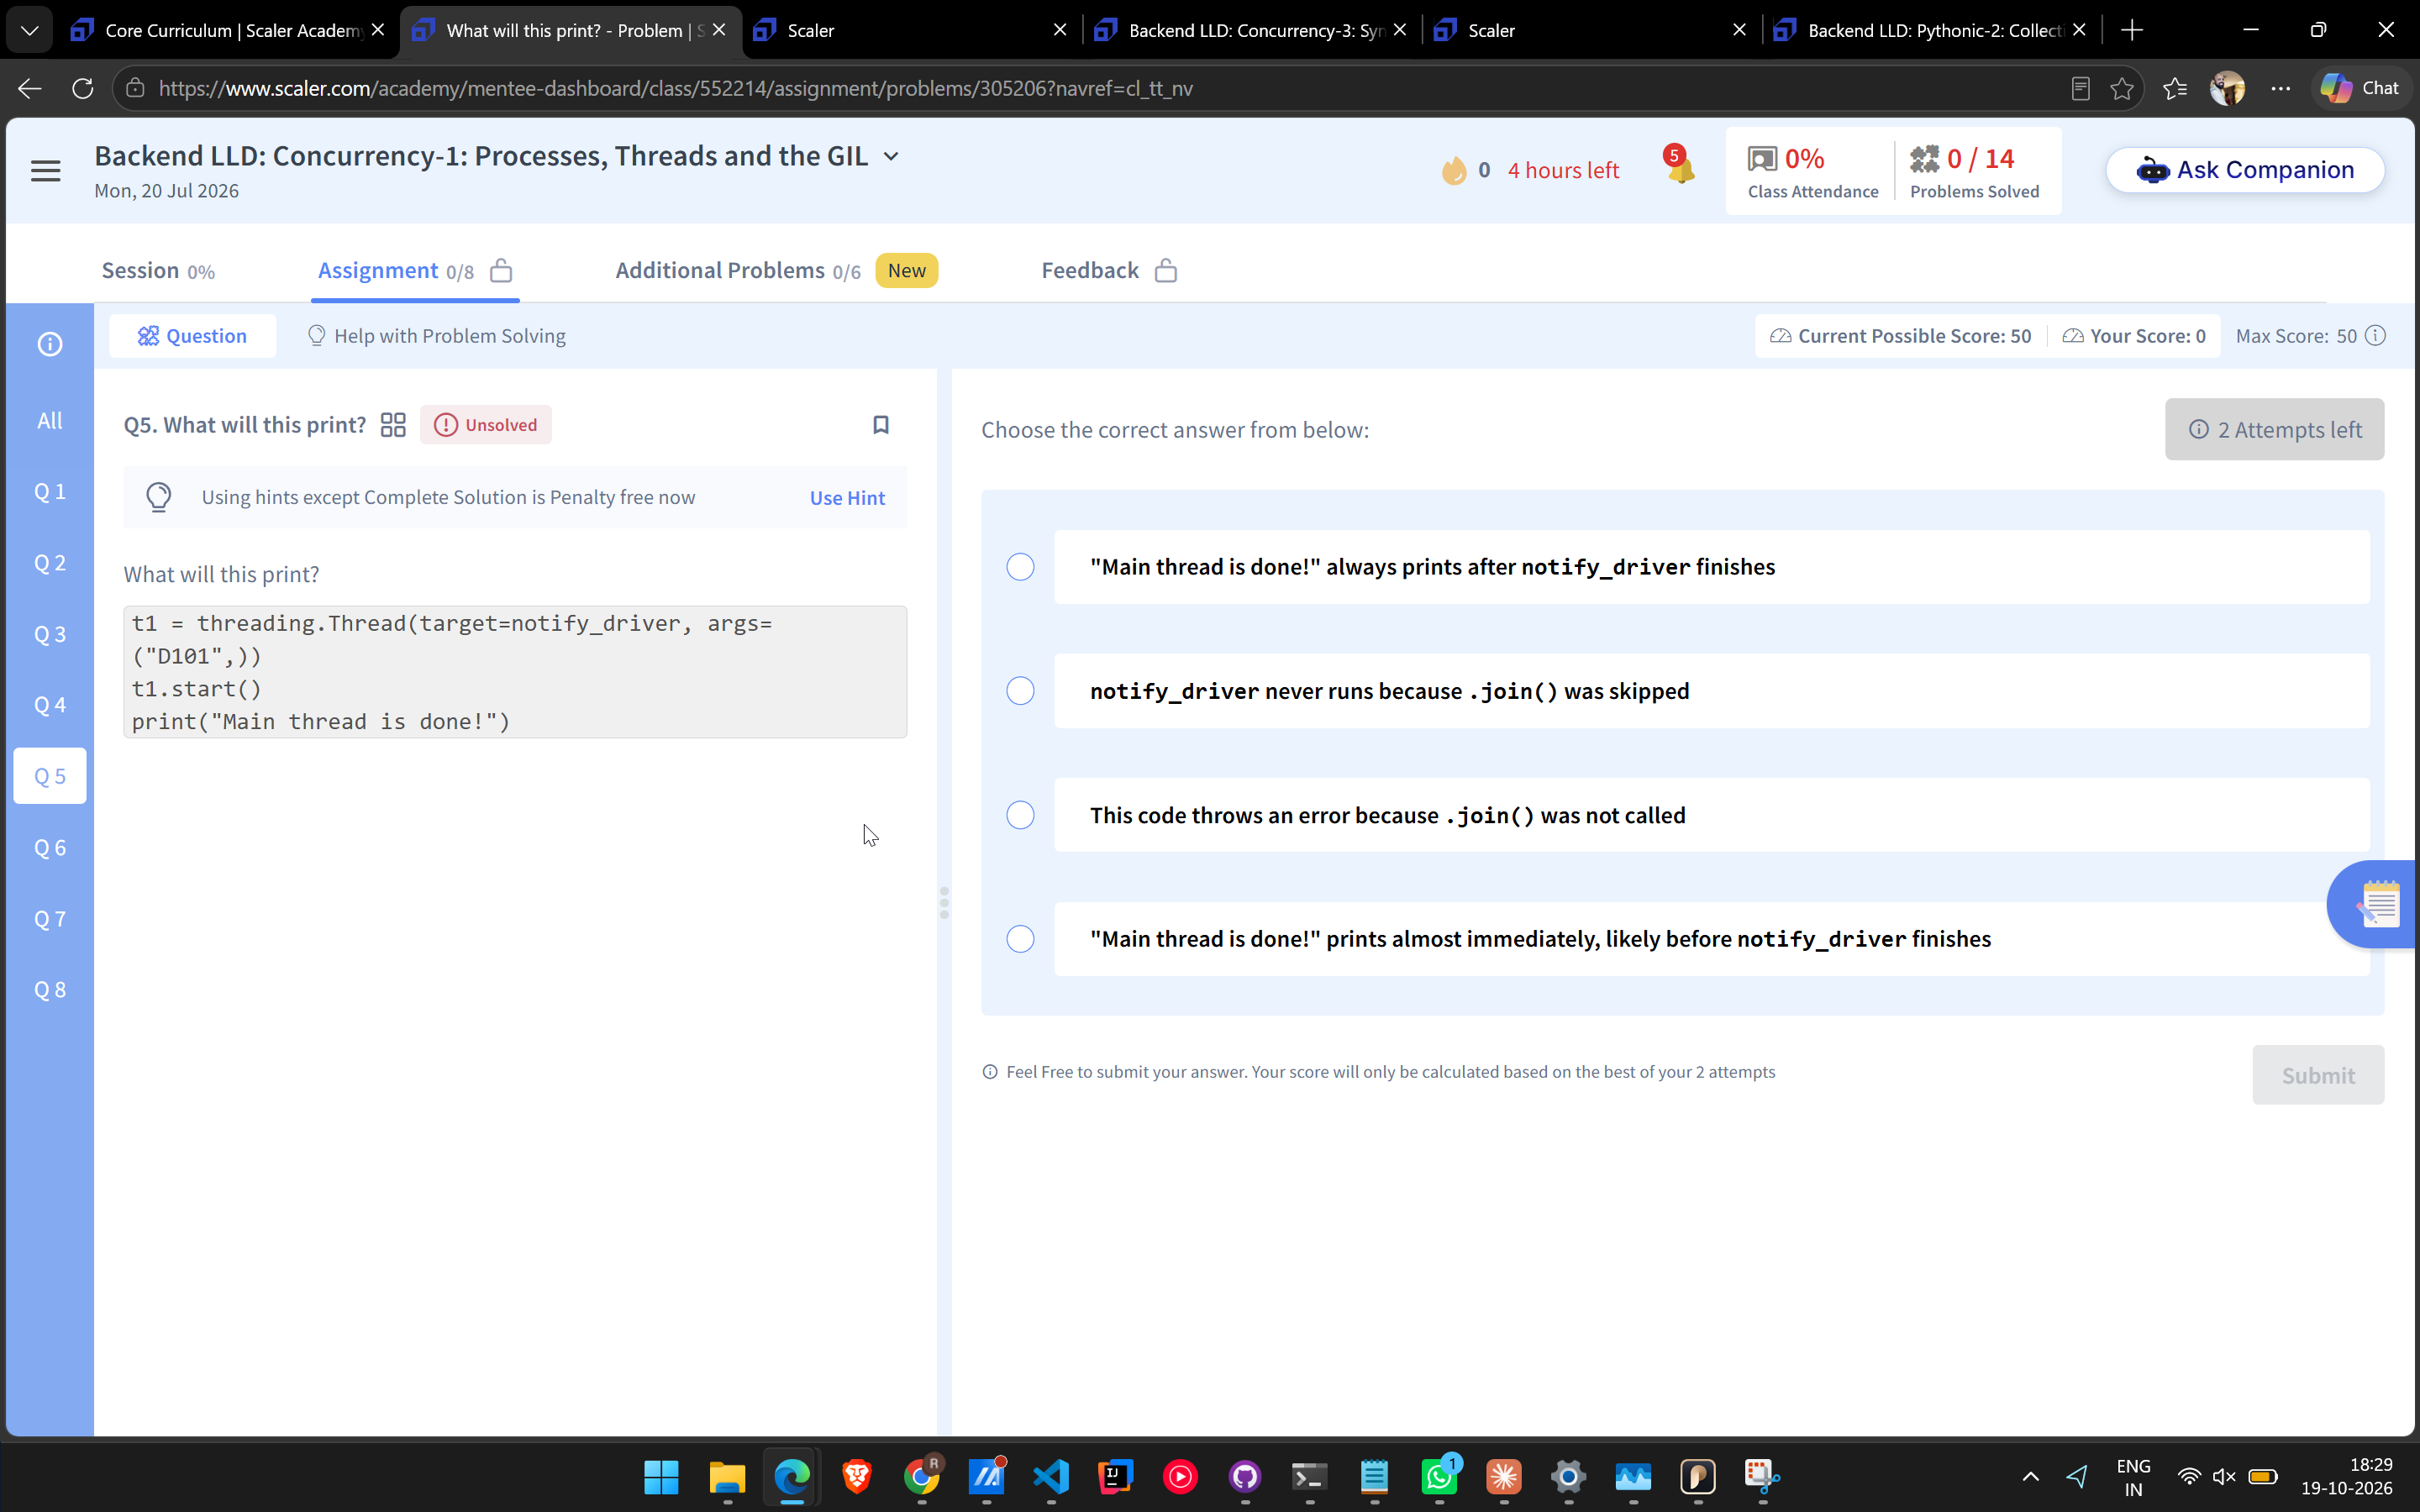 Core Curriculum | Scaler Academy
What will this print? - Problem | S
Scaler
Backend LLD: Concurrency-3: Syn
Scaler
Backend LLD: Pythonic-2: Collecti
https://www.scaler.com/academy/mentee-dashboard/class/552214/assignment/problems/305206?navref=cl_tt_nv
Chat
Backend LLD: Concurrency-1: Processes, Threads and the GIL
Mon, 20 Jul 2026
0 4 hours left
5
0%
Class Attendance
0 / 14
Problems Solved
Ask Companion
Session 0%
Assignment 0/8
Additional Problems 0/6 New
Feedback
Question
Help with Problem Solving
Current Possible Score: 50
Your Score: 0
Max Score: 50
All
Q 1
Q 2
Q 3
Q 4
Q 5
Q 6
Q 7
Q 8
Q5. What will this print?
Unsolved
Using hints except Complete Solution is Penalty free now
Use Hint
What will this print?
t1 = threading.Thread(target=notify_driver, args=
("D101",))
t1.start()
print("Main thread is done!")
Choose the correct answer from below:
2 Attempts left
"Main thread is done!" always prints after notify_driver finishes
notify_driver never runs because .join() was skipped
This code throws an error because .join() was not called
"Main thread is done!" prints almost immediately, likely before notify_driver finishes
Feel Free to submit your answer. Your score will only be calculated based on the best of your 2 attempts
Submit
R
IJ
1
ENG
IN
18:29
19-10-2026